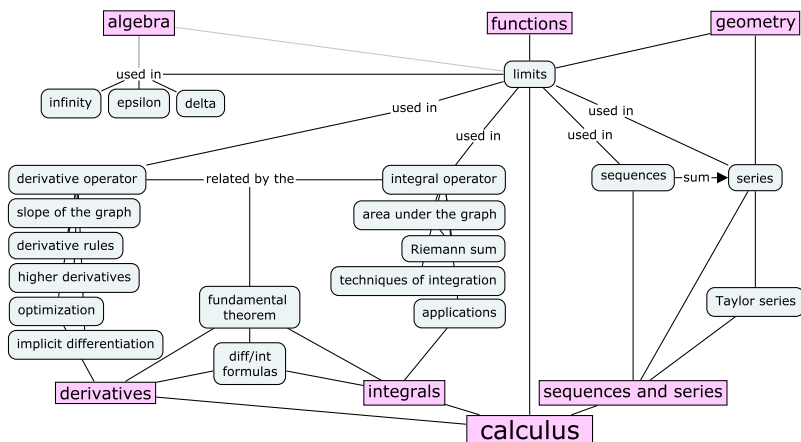 algebra
functions
geometry
used in
limits
infinity
epsilon
delta
used in
used in
used in
used in
derivative operator
related by the
integral operator
sequences
sum
series
slope of the graph
area under the graph
derivative rules
Riemann sum
higher derivatives
techniques of integration
optimization
fundamental
theorem
applications
Taylor series
implicit differentiation
diff/int
formulas
derivatives
integrals
sequences and series
calculus